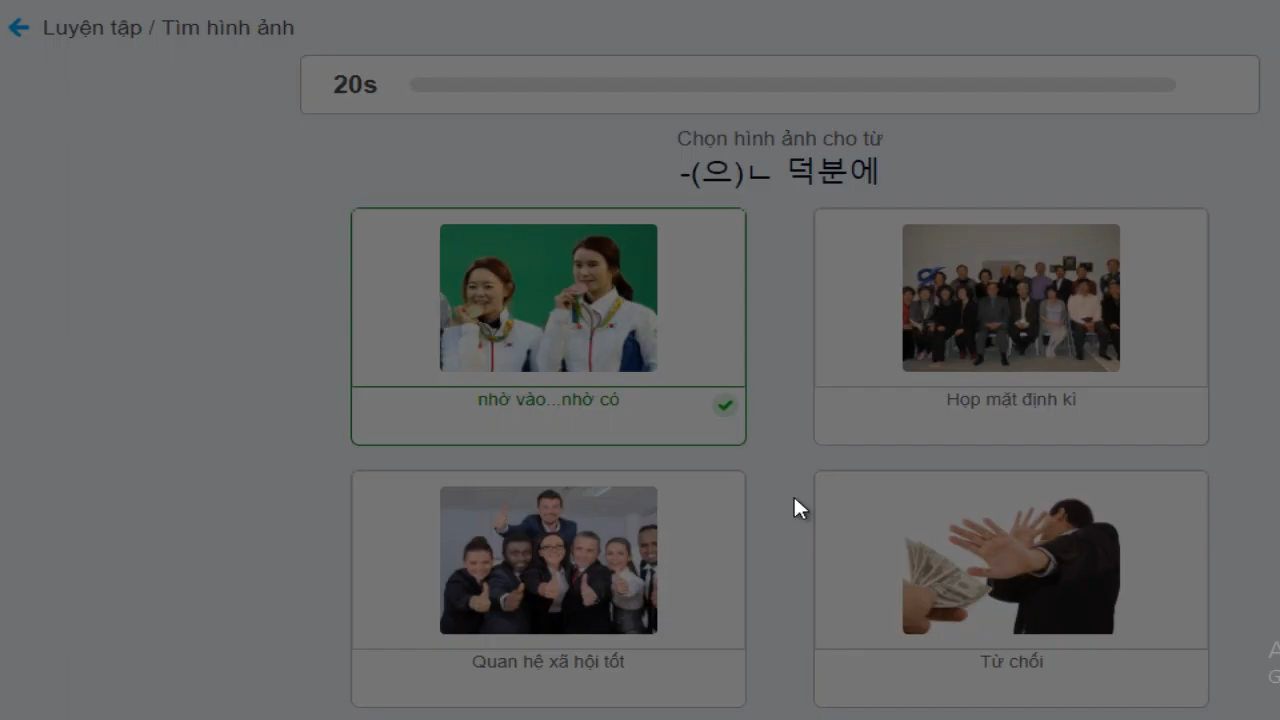 Luyện tập / Tìm hình ảnh
20s
Chọn hình ảnh cho từ
-(으)ㄴ 덕분에
nhờ vào...nhờ có
Họp mặt định kì
Quan hệ xã hội tốt
Từ chối